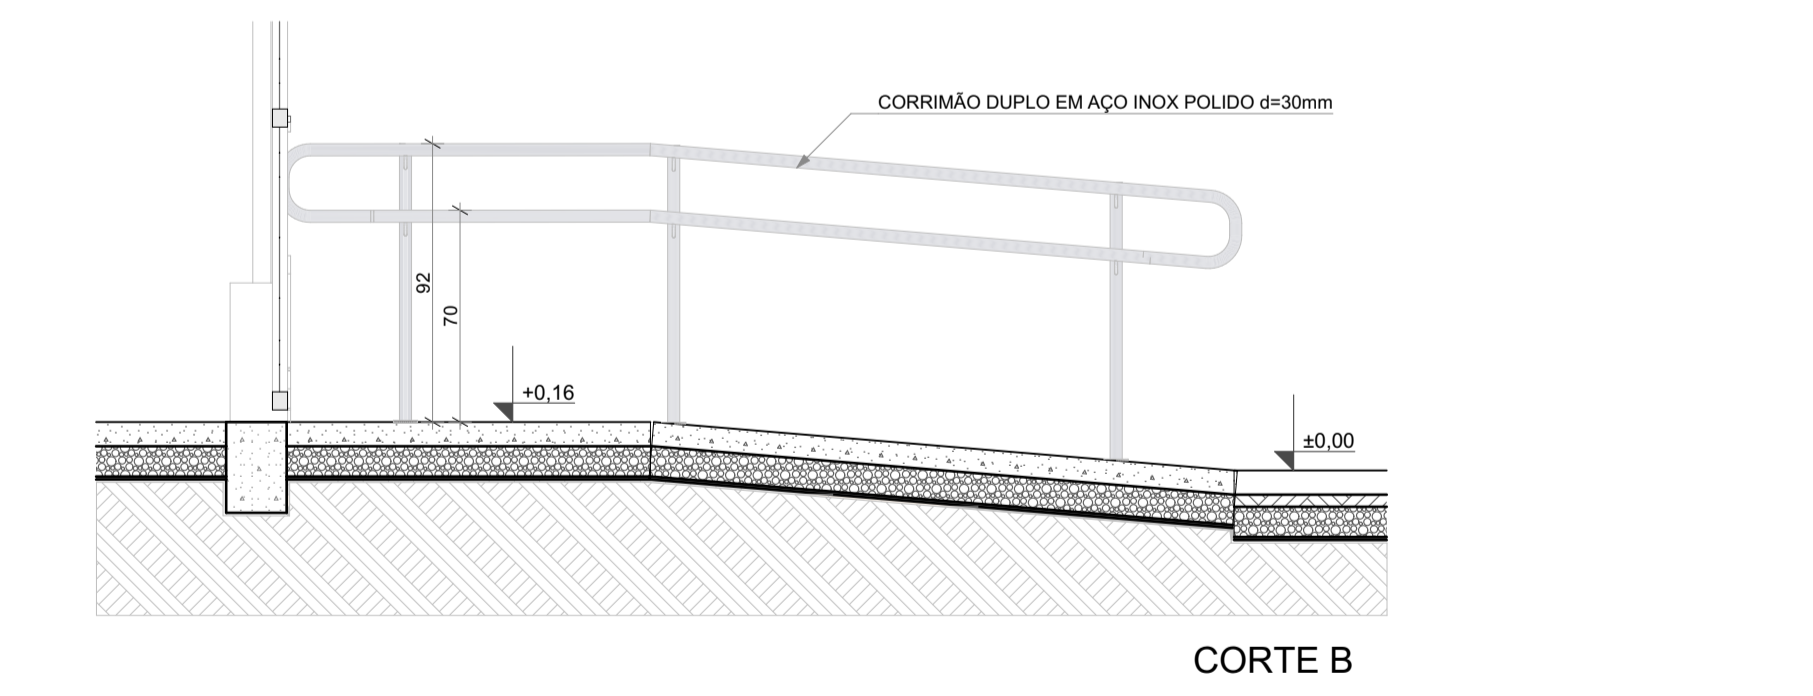 CORRIMÃO DUPLO EM AÇO INOX POLIDO d=30mm
92
70
+0,16
±0,00
CORTE B